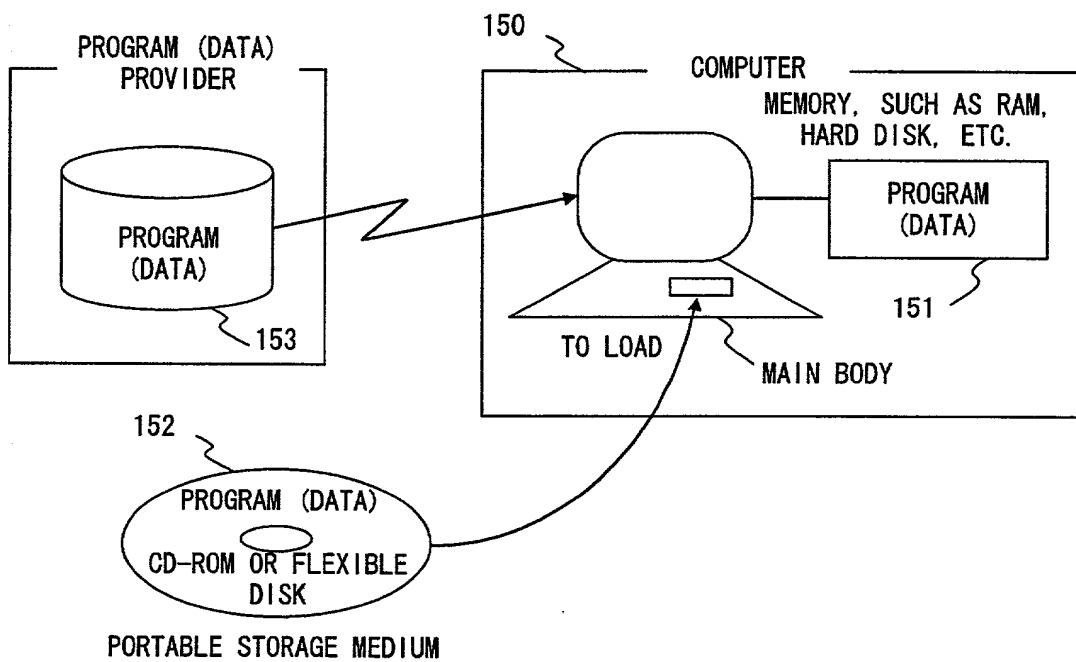 PROGRAM (DATA)
PROVIDER
PROGRAM
(DATA)
153
150
COMPUTER
MEMORY, SUCH AS RAM,
HARD DISK, ETC.
PROGRAM
(DATA)
151
TO LOAD
MAIN BODY
152
PROGRAM (DATA)
CD-ROM OR FLEXIBLE
DISK
PORTABLE STORAGE MEDIUM